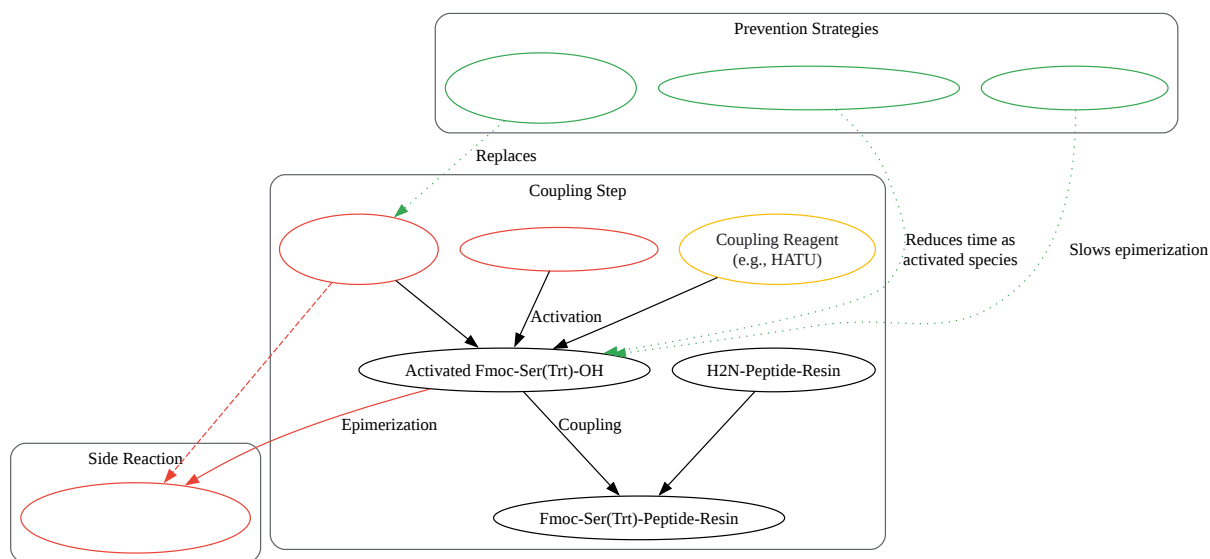 Prevention Strategies
Replaces
Coupling Step
Coupling Reagent
(e.g., HATU)
Reduces time as
activated species
Slows epimerization
Activation
Activated Fmoc-Ser(Trt)-OH
H2N-Peptide-Resin
Epimerization
Coupling
Side Reaction
Fmoc-Ser(Trt)-Peptide-Resin